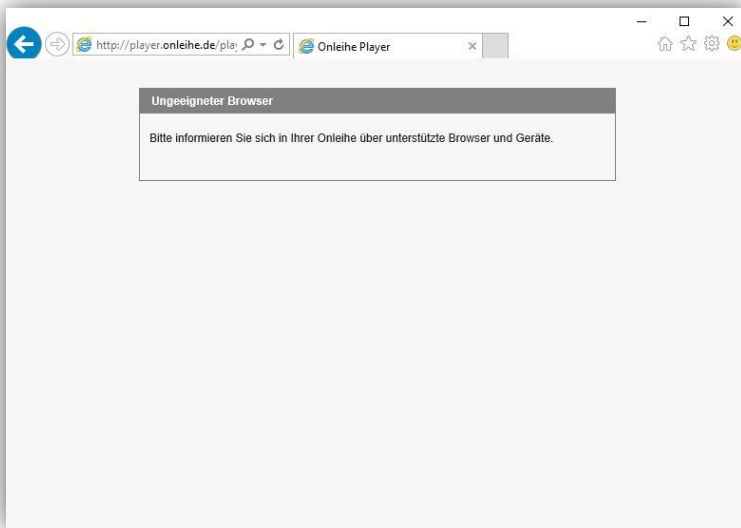 http://player.onleihe.de/play
Onleihe Player
Ungeeigneter Browser
Bitte informieren Sie sich in Ihrer Onleihe über unterstützte Browser und Geräte.